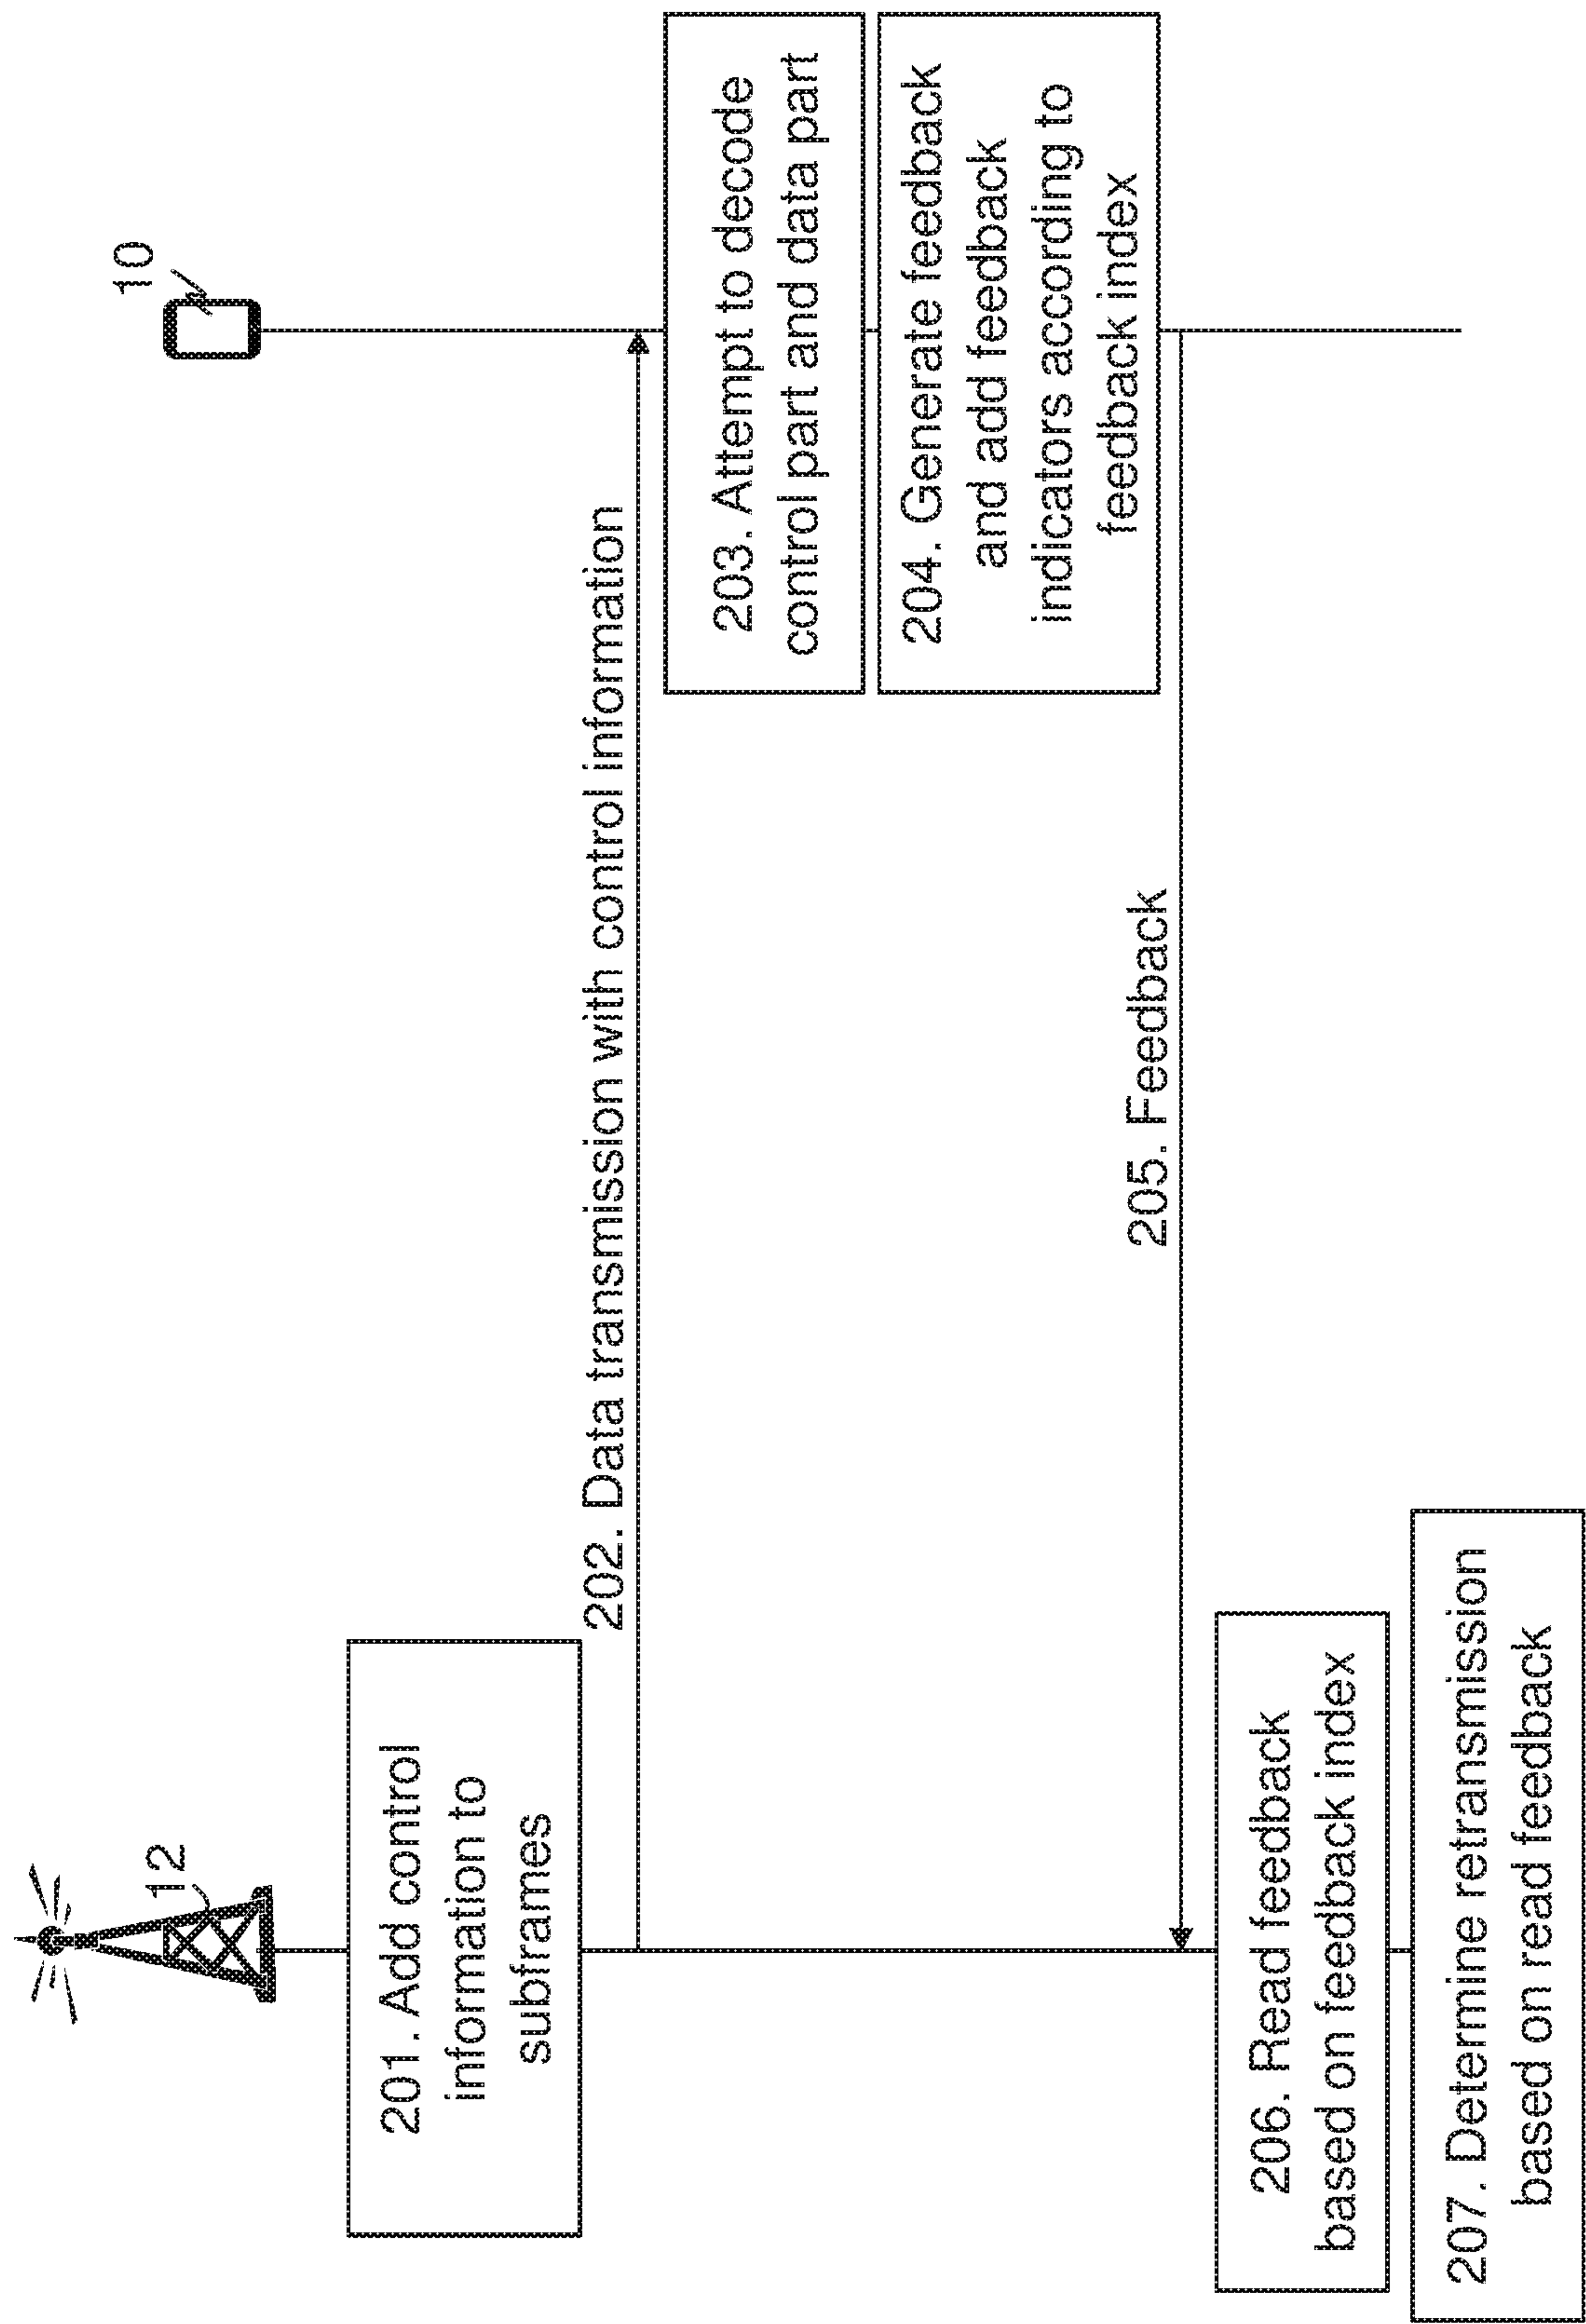 12
10
201. Add control
information to
subframes
202. Data transmission with control information
203. Attempt to decode
control part and data part
204. Generate feedback
and add feedback
indicators according to
feedback index
205. Feedback
206. Read feedback
based on feedback index
207. Determine retransmission
based on read feedback